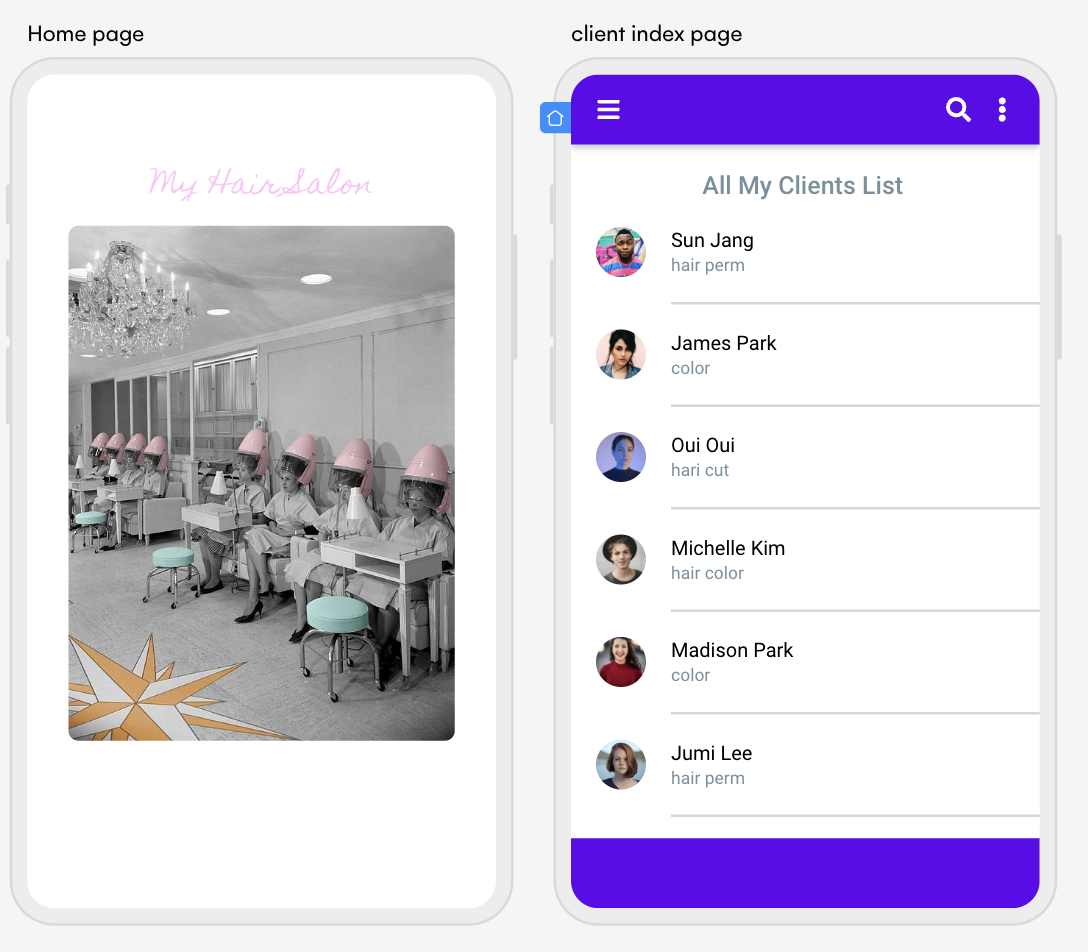 Home page
client index page
My HairSalon
All My Clients List
Sun Jang
hair perm
James Park
color
Oui Oui
hari cut
Michelle Kim
hair color
Madison Park
color
Jumi Lee
hair perm